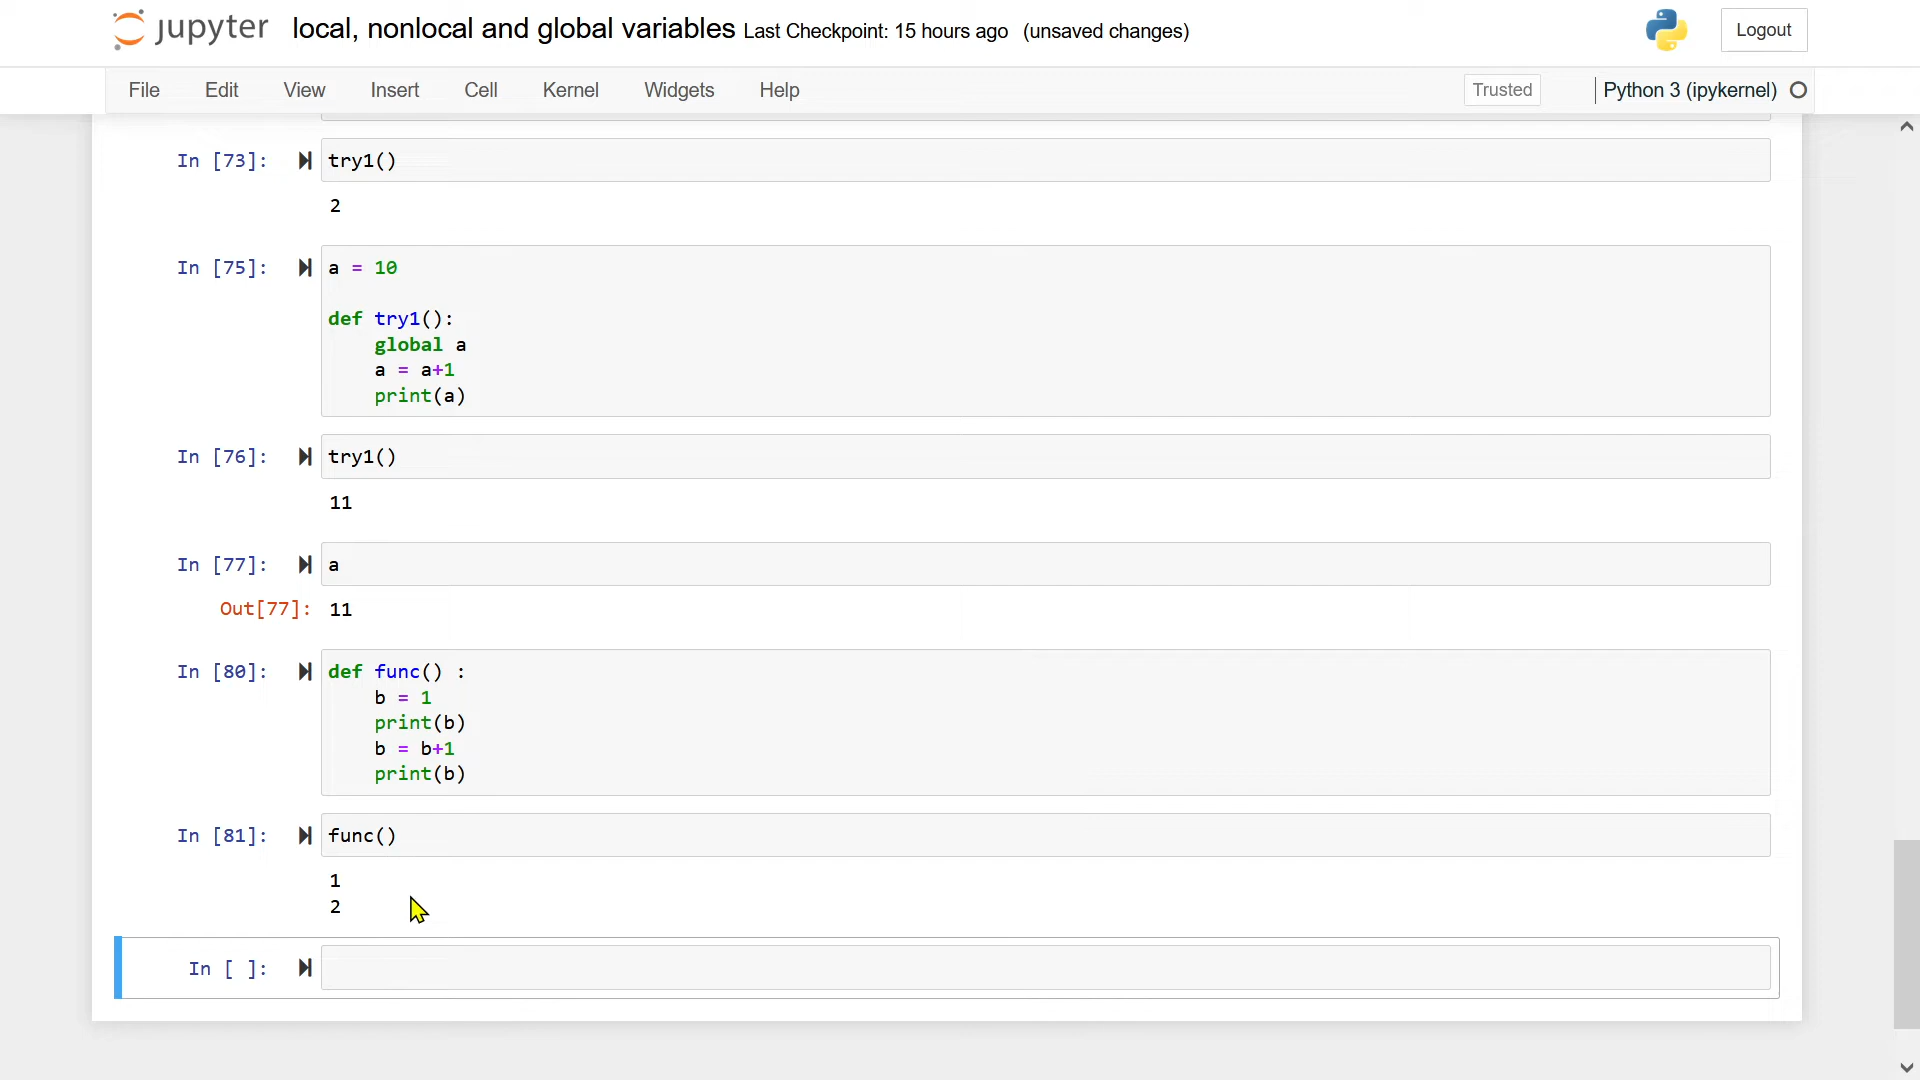 jupyter local, nonlocal and global variables Last Checkpoint: 15 hours ago (unsaved changes) Logout
File Edit View Insert Cell Kernel Widgets Help Trusted Python 3 (ipykernel)
In [73]: try1()
2
In [75]: a = 10
def try1():
    global a
    a = a+1
    print(a)
In [76]: try1()
11
In [77]: a
Out[77]: 11
In [80]: def func() :
    b = 1
    print(b)
    b = b+1
    print(b)
In [81]: func()
1
2
In [ ]: